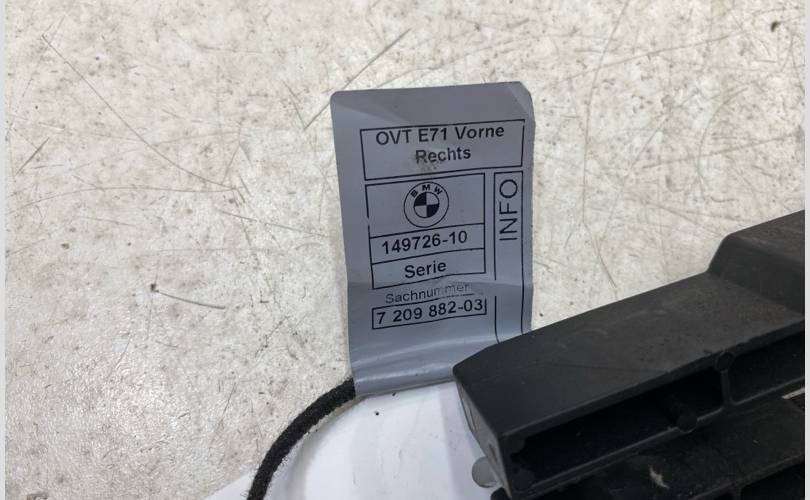 OVT E71 Vorne
Rechts
BMW
INFO
149726-10
Serie
Sachnummer
7 209 882-03